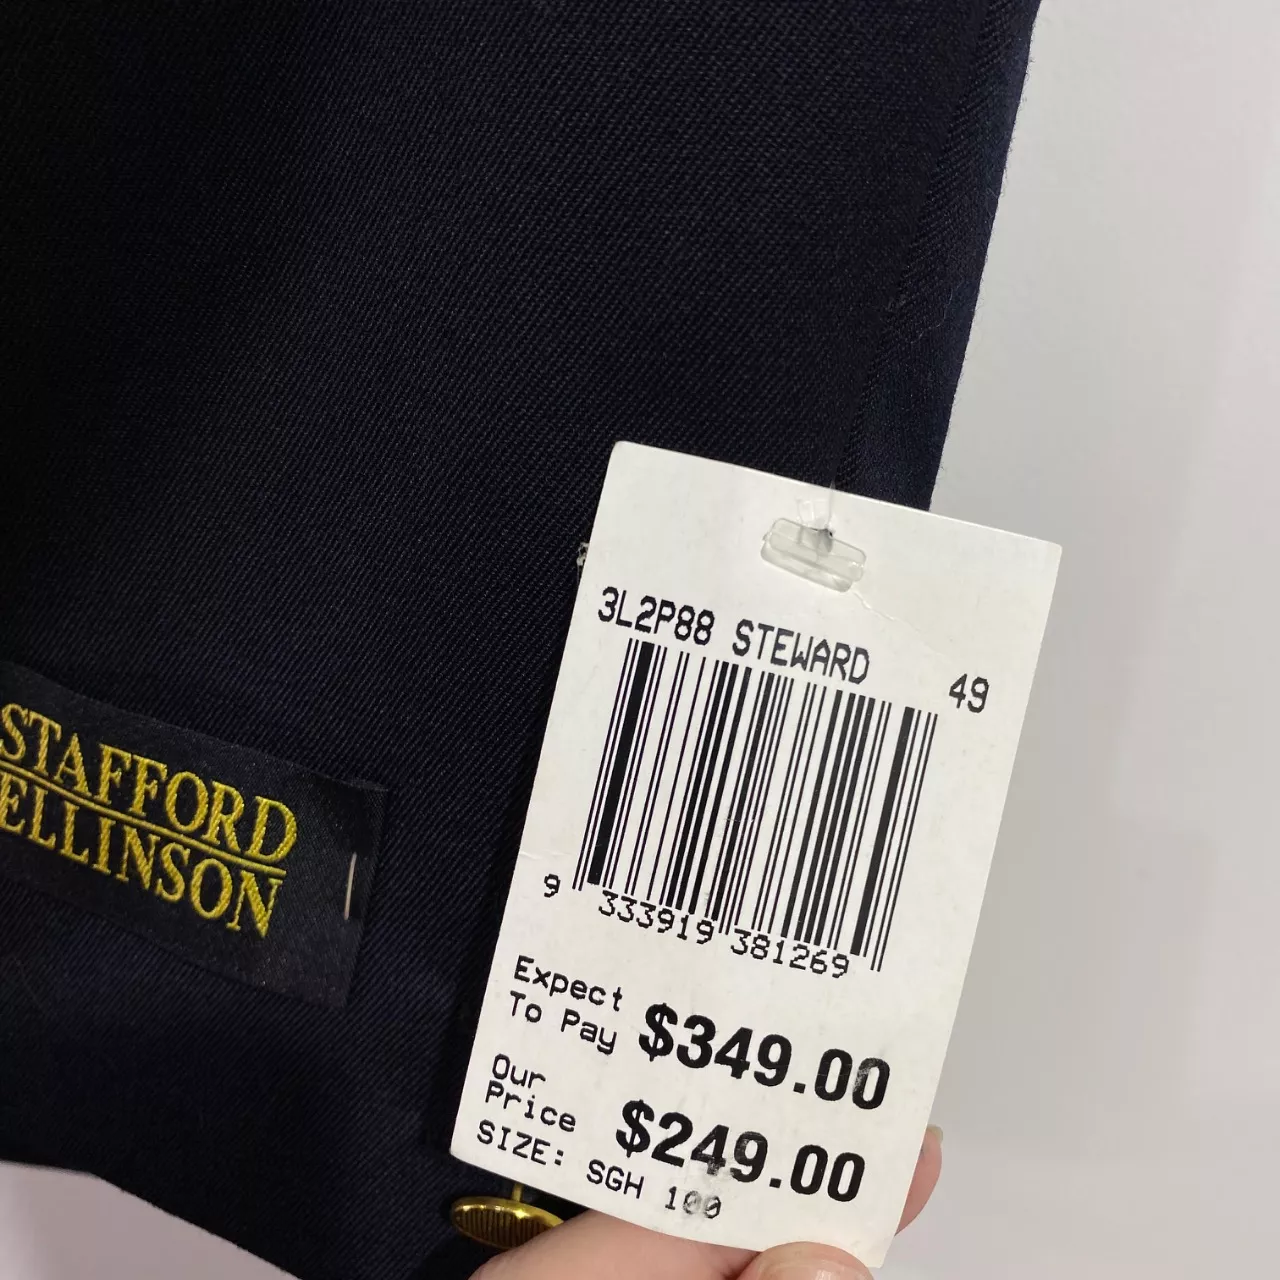 STAFFORD
ELLINSON
3L2P88 STEWARD
49
9 333919 381269
Expect To Pay $349.00
Our Price $249.00
SIZE: SGH 100